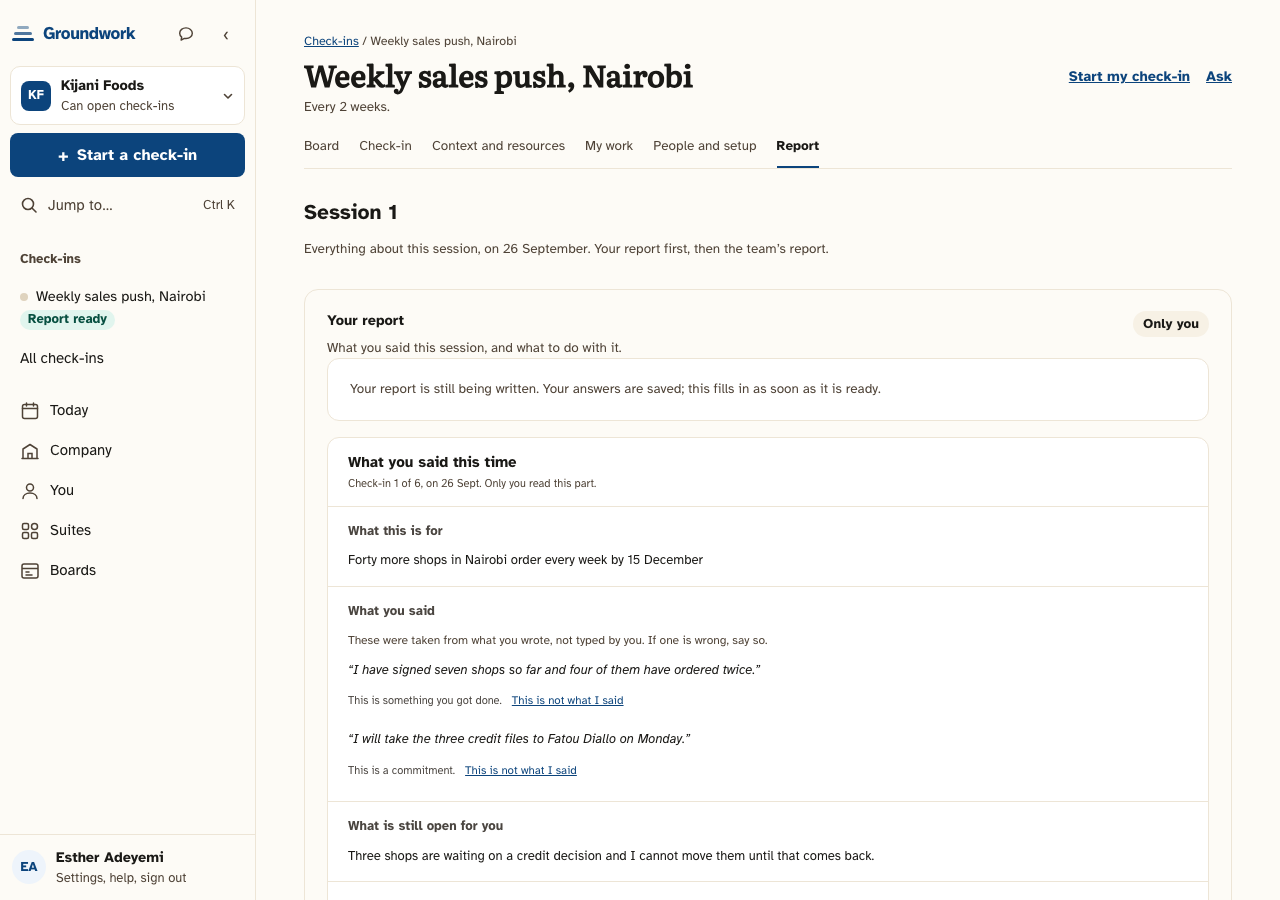 Groundwork
KF
Kijani Foods
Can open check-ins
+ Start a check-in
Jump to...
Ctrl K
Check-ins
Weekly sales push, Nairobi
Report ready
All check-ins
Today
Company
You
Suites
Boards
EA
Esther Adeyemi
Settings, help, sign out
Check-ins / Weekly sales push, Nairobi
Weekly sales push, Nairobi
Start my check-in
Ask
Every 2 weeks.
Board
Check-in
Context and resources
My work
People and setup
Report
Session 1
Everything about this session, on 26 September. Your report first, then the team’s report.
Your report
Only you
What you said this session, and what to do with it.
Your report is still being written. Your answers are saved; this fills in as soon as it is ready.
What you said this time
Check-in 1 of 6, on 26 Sept. Only you read this part.
What this is for
Forty more shops in Nairobi order every week by 15 December
What you said
These were taken from what you wrote, not typed by you. If one is wrong, say so.
“I have signed seven shops so far and four of them have ordered twice.”
This is something you got done. This is not what I said
“I will take the three credit files to Fatou Diallo on Monday.”
This is a commitment. This is not what I said
What is still open for you
Three shops are waiting on a credit decision and I cannot move them until that comes back.